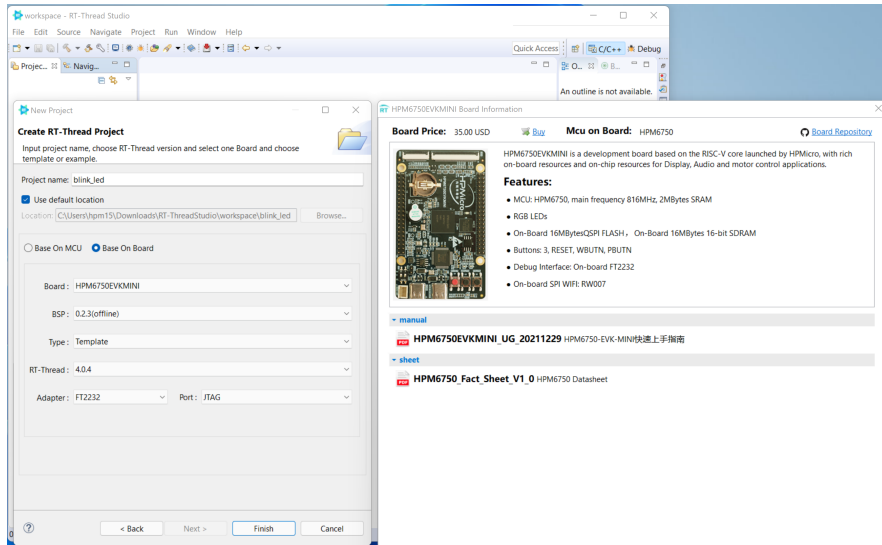 workspace - RT-Thread Studio
File Edit Source Navigate Project Run Window Help
Quick Access
C/C++
Debug
Projec...
Navig...
O...
B...
An outline is not available.
New Project
Create RT-Thread Project
Input project name, choose RT-Thread version and select one Board and choose
template or example.
Project name: blink_led
Use default location
Location: C:\Users\hpm15\Downloads\RT-ThreadStudio\workspace\blink_led Browse...
Base On MCU Base On Board
Board : HPM6750EVKMINI
BSP : 0.2.3(offline)
Type : Template
RT-Thread : 4.0.4
Adapter : FT2232 Port : JTAG
< Back Next > Finish Cancel
HPM6750EVKMINI Board Information
Board Price: 35.00 USD Buy Mcu on Board: HPM6750 Board Repository
HPM6750EVKMINI is a development board based on the RISC-V core launched by HPMicro, with rich
on-board resources and on-chip resources for Display, Audio and motor control applications.
Features:
● MCU: HPM6750, main frequency 816MHz, 2MBytes SRAM
● RGB LEDs
● On-Board 16MBytesQSPI FLASH， On-Board 16MBytes 16-bit SDRAM
● Buttons: 3, RESET, WBUTN, PBUTN
● Debug Interface: On-board FT2232
● On-board SPI WIFI: RW007
HPMicro
manual
HPM6750EVKMINI_UG_20211229 HPM6750-EVK-MINI快速上手指南
sheet
HPM6750_Fact_Sheet_V1_0 HPM6750 Datasheet